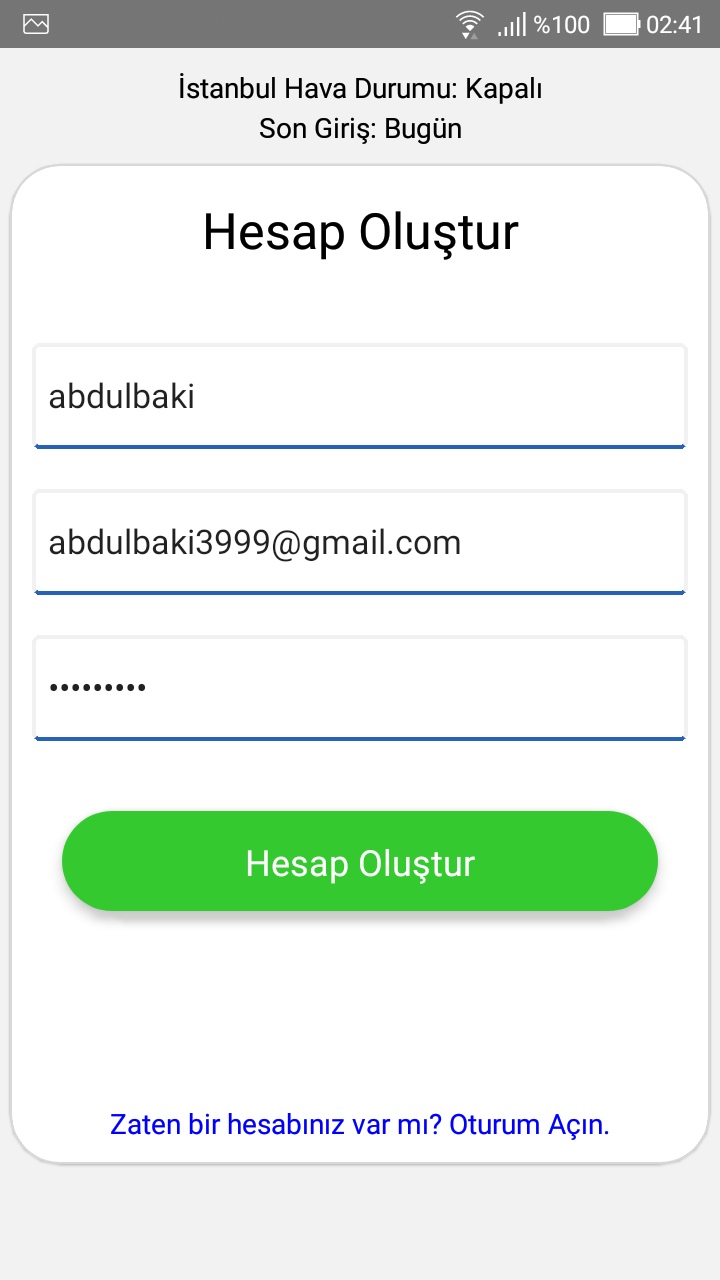 %100 02:41
İstanbul Hava Durumu: Kapalı
Son Giriş: Bugün
Hesap Oluştur
abdulbaki
abdulbaki3999@gmail.com
•••••••••
Hesap Oluştur
Zaten bir hesabınız var mı? Oturum Açın.